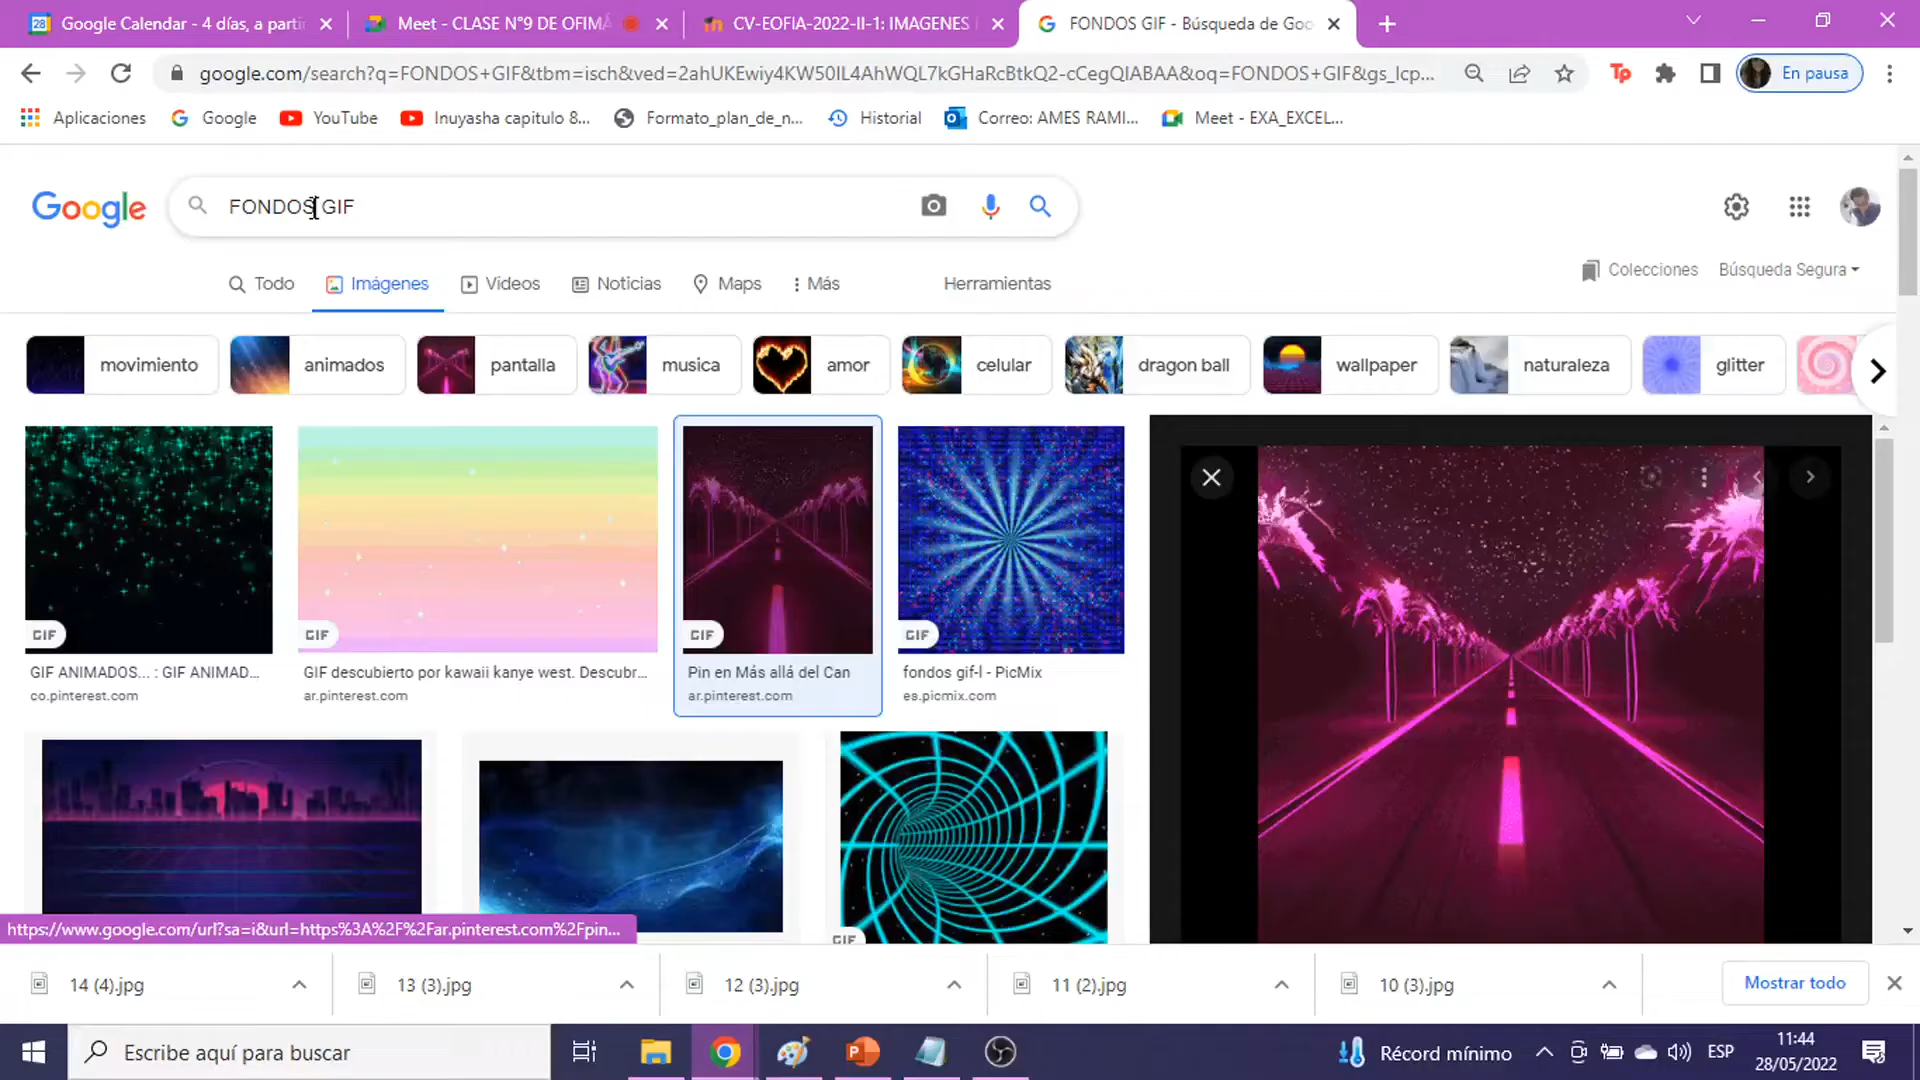 Google Calendar - 4 días, a parti
Meet - CLASE N°9 DE OFIMÁ
CV-EOFIA-2022-II-1: IMAGENES
FONDOS GIF - Búsqueda de Goo
google.com/search?q=FONDOS+GIF&tbm=isch&ved=2ahUKEwiy4KW50IL4AhWQL7kGHaRcBtkQ2-cCegQIABAA&oq=FONDOS+GIF&gs_lcp...
Tp
En pausa
Aplicaciones
Google
YouTube
Inuyasha capitulo 8...
Formato_plan_de_n...
Historial
Correo: AMES RAMI...
Meet - EXA_EXCEL...
Google
FONDOS GIF
Todo
Imágenes
Videos
Noticias
Maps
Más
Herramientas
Colecciones
Búsqueda Segura
movimiento
animados
pantalla
musica
amor
celular
dragon ball
wallpaper
naturaleza
glitter
GIF
GIF
GIF
GIF
GIF ANIMADOS... : GIF ANIMAD...
GIF descubierto por kawaii kanye west. Descubr...
Pin en Más allá del Can
fondos gif-l - PicMix
co.pinterest.com
ar.pinterest.com
ar.pinterest.com
es.picmix.com
GIF
https://www.google.com/url?sa=i&url=https%3A%2F%2Far.pinterest.com%2Fpin...
14 (4).jpg
13 (3).jpg
12 (3).jpg
11 (2).jpg
10 (3).jpg
Mostrar todo
Escribe aquí para buscar
Récord mínimo
ESP
11:44
28/05/2022